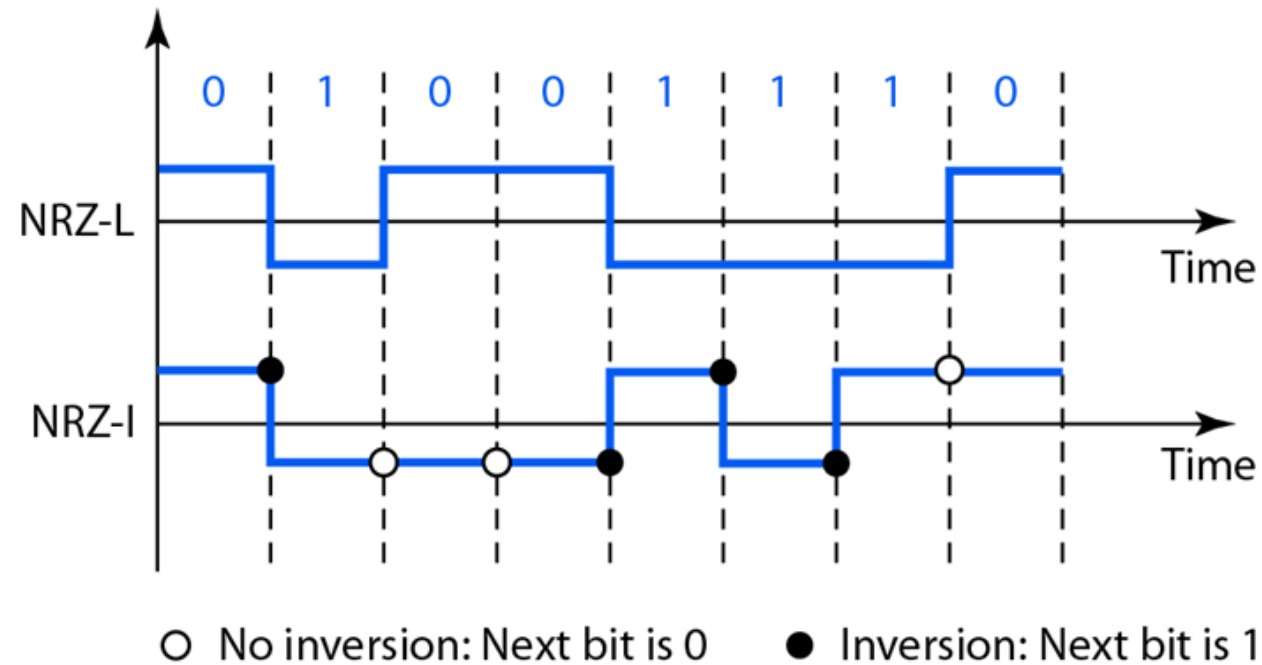 0 1 0 0 1 1 1 0
NRZ-L
Time
NRZ-I
Time
No inversion: Next bit is 0 Inversion: Next bit is 1